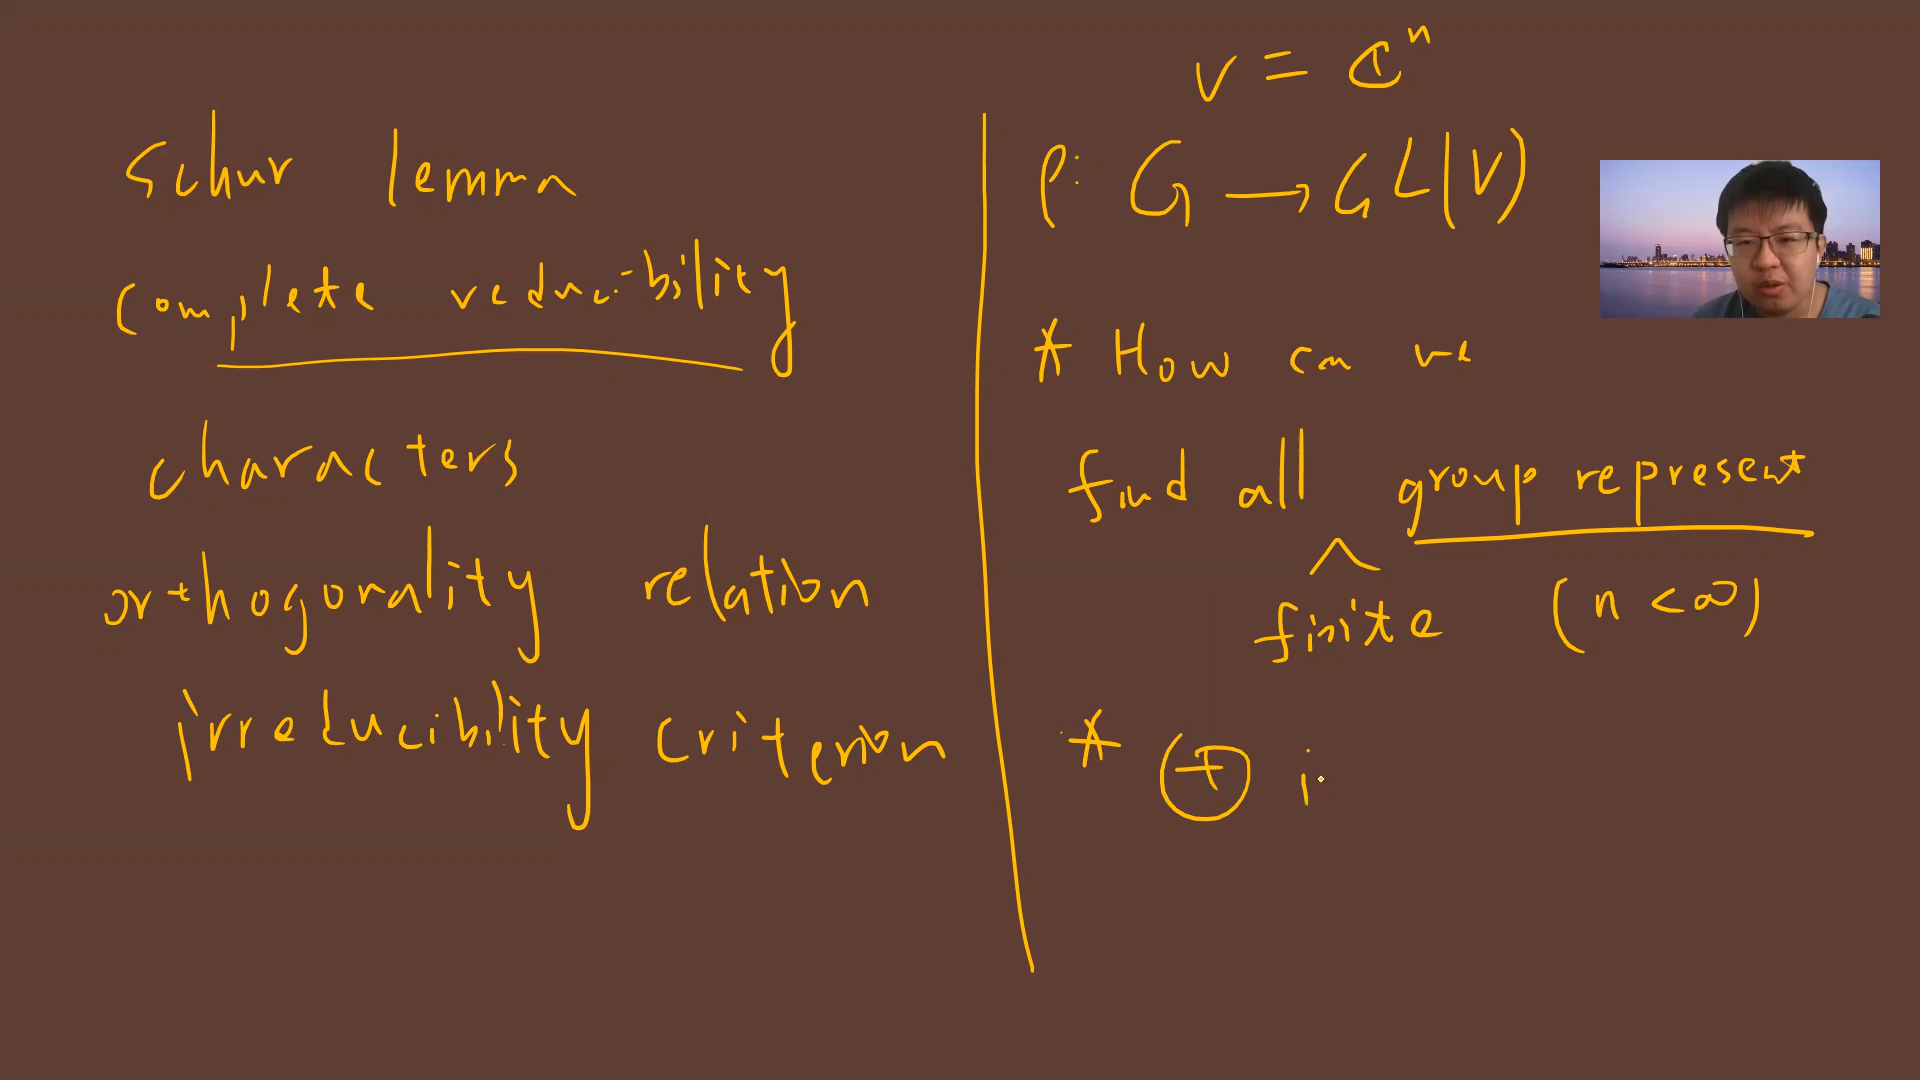 Schur lemma
complete reducibility
characters
orthogonality relation
irreducibility criterion
V = ℂⁿ
ρ: G → GL(V)
* How can we
find all group represent
^
finite (n < ∞)
* ⊕ i